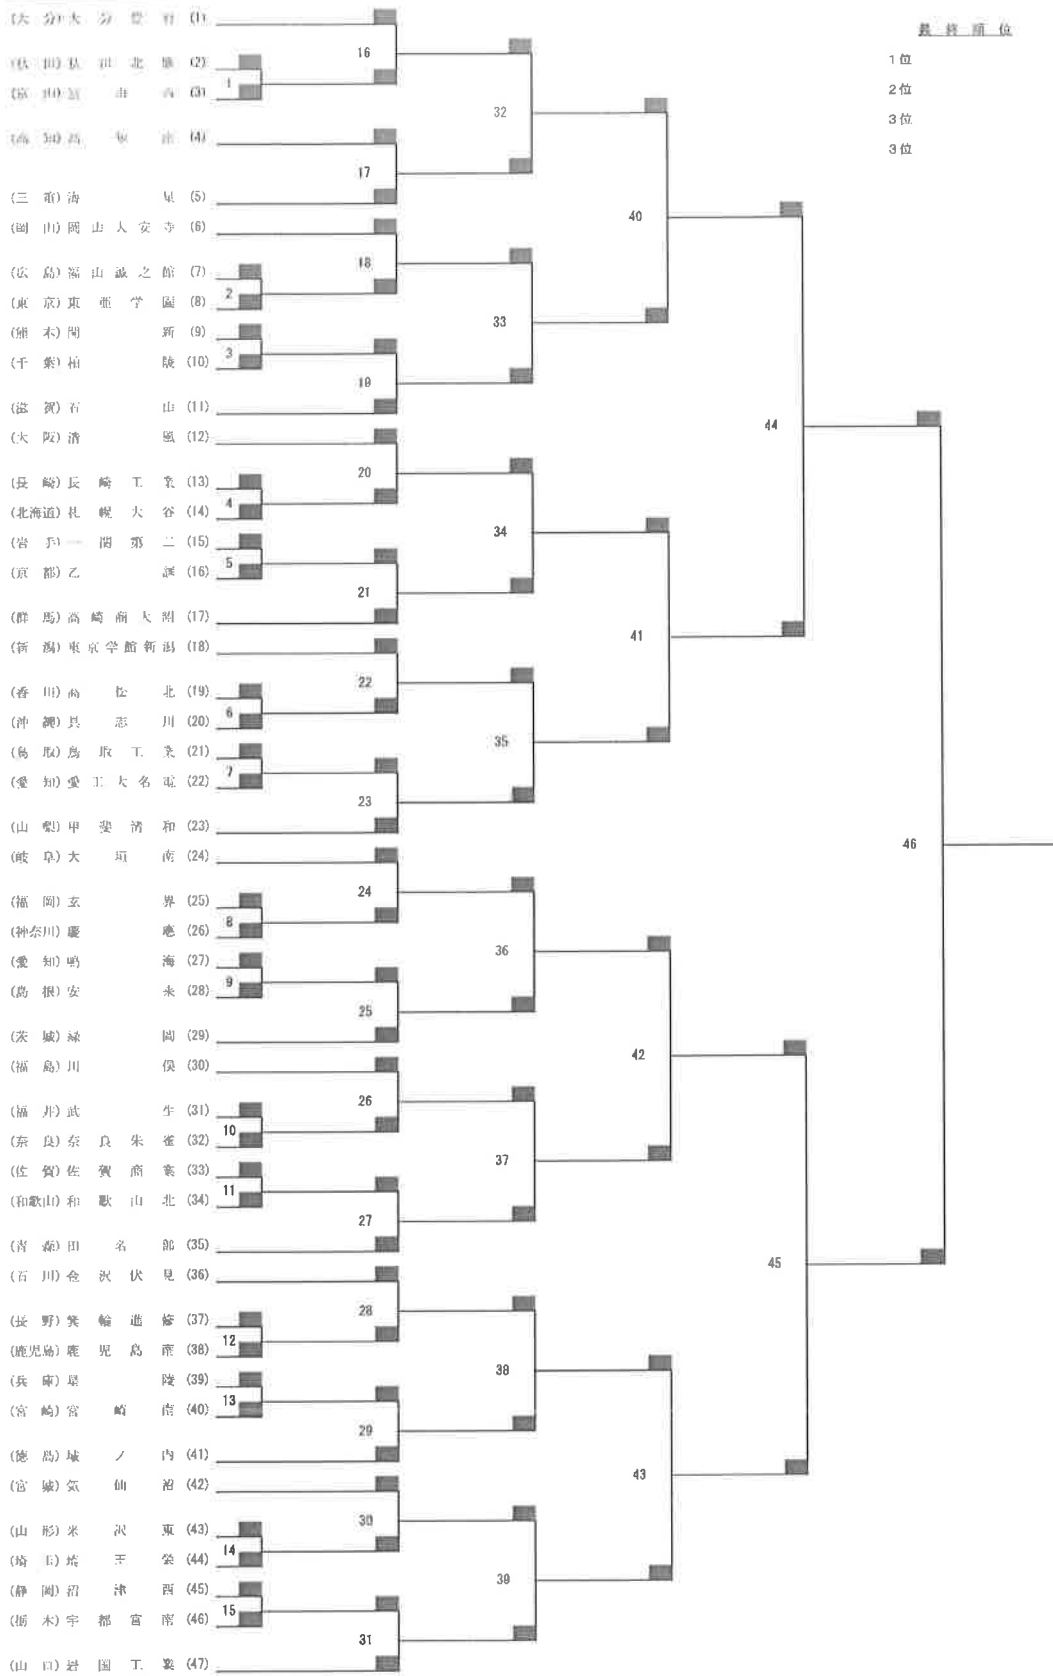 最終順位
1位
2位
3位
3位
(大分) 大分豊府 (1)
(秋田) 秋田北鷹 (2)
(富山) 富山西 (3)
(高知) (4)
(三重) 海星 (5)
(岡山) 岡山大安寺 (6)
(広島) 福山誠之館 (7)
(東京) 東亜学園 (8)
(熊本) 開新 (9)
(千葉) 柏陵 (10)
(滋賀) 石山 (11)
(大阪) 清風 (12)
(長崎) 長崎工業 (13)
(北海道) 札幌大谷 (14)
(岩手) 一関第二 (15)
(京都) 乙訓 (16)
(群馬) 高崎商大附 (17)
(新潟) 東京学館新潟 (18)
(香川) 高松北 (19)
(沖縄) 具志川 (20)
(鳥取) 鳥取工業 (21)
(愛知) 愛工大名電 (22)
(山梨) 甲斐清和 (23)
(岐阜) 大垣南 (24)
(福岡) 玄界 (25)
(神奈川) 慶應 (26)
(愛知) 鳴海 (27)
(島根) 安来 (28)
(茨城) 緑岡 (29)
(福島) 川俣 (30)
(福井) 武生 (31)
(奈良) 奈良朱雀 (32)
(佐賀) 佐賀商業 (33)
(和歌山) 和歌山北 (34)
(青森) 田名部 (35)
(石川) 金沢伏見 (36)
(長野) 箕輪進修 (37)
(鹿児島) 鹿児島南 (38)
(兵庫) 星陵 (39)
(宮崎) 宮崎南 (40)
(徳島) 城ノ内 (41)
(宮城) 気仙沼 (42)
(山形) 米沢東 (43)
(埼玉) 埼玉栄 (44)
(静岡) 沼津西 (45)
(栃木) 宇都宮南 (46)
(山口) 岩国工業 (47)
1
2
3
4
5
6
7
8
9
10
11
12
13
14
15
16
17
18
19
20
21
22
23
24
25
26
27
28
29
30
31
32
33
34
35
36
37
38
39
40
41
42
43
44
45
46